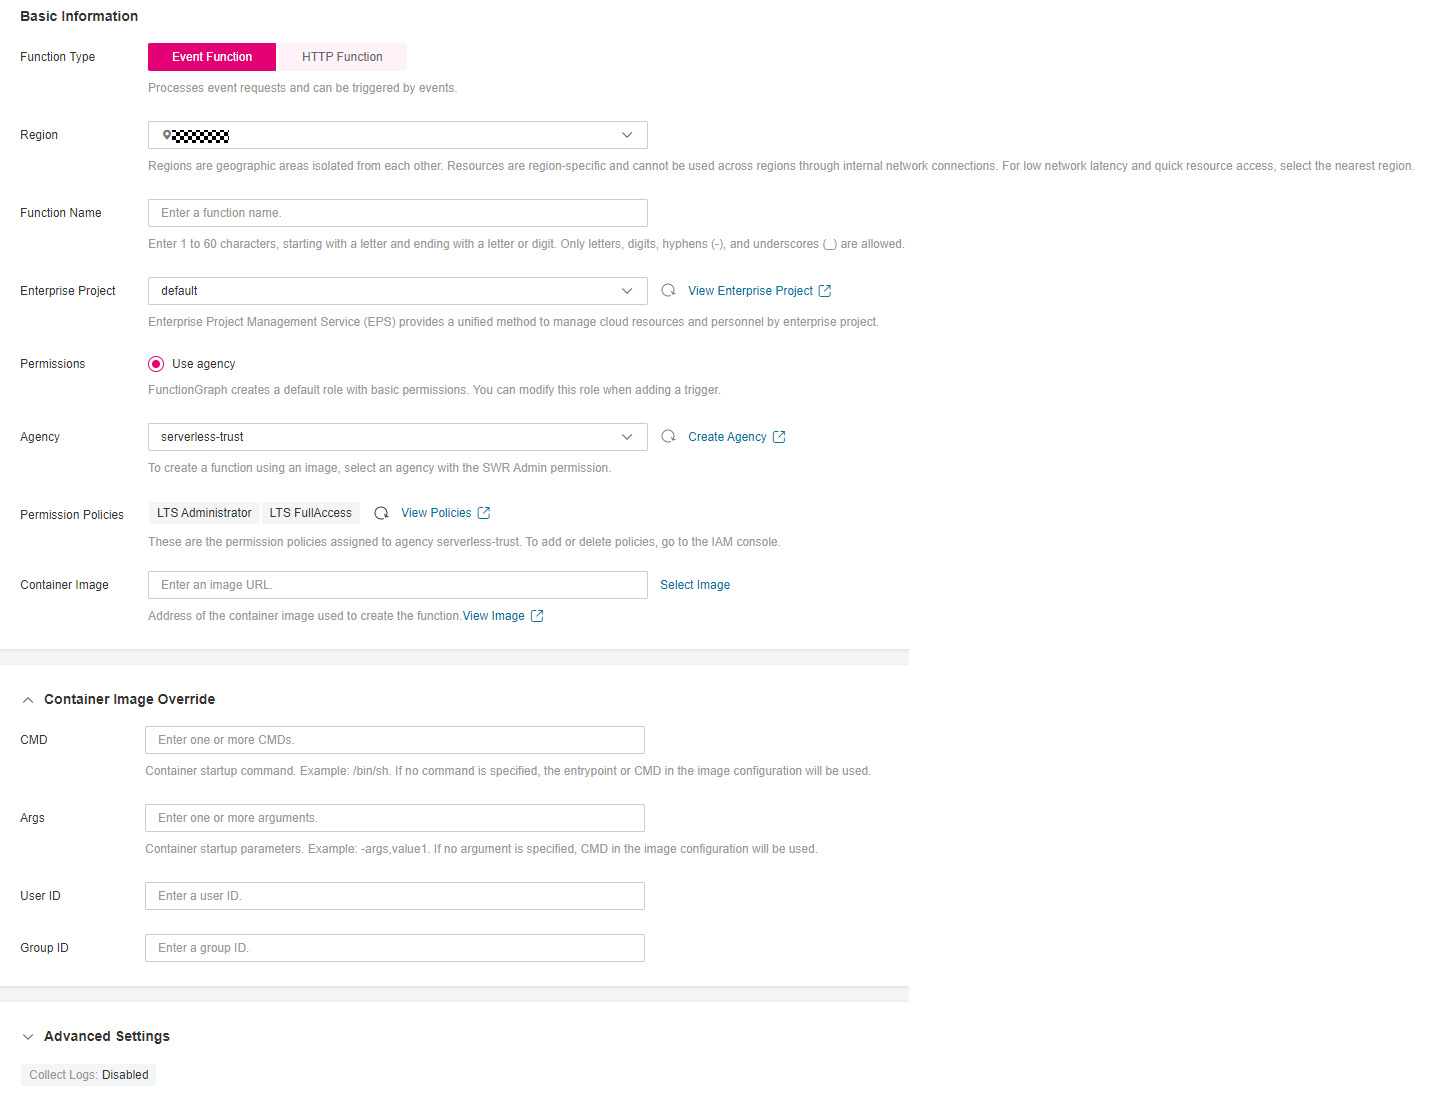 Basic Information
Function Type
Event Function
HTTP Function
Processes event requests and can be triggered by events.
Region
Regions are geographic areas isolated from each other. Resources are region-specific and cannot be used across regions through internal network connections. For low network latency and quick resource access, select the nearest region.
Function Name
Enter a function name.
Enter 1 to 60 characters, starting with a letter and ending with a letter or digit. Only letters, digits, hyphens (-), and underscores (_) are allowed.
Enterprise Project
default
View Enterprise Project
Enterprise Project Management Service (EPS) provides a unified method to manage cloud resources and personnel by enterprise project.
Permissions
Use agency
FunctionGraph creates a default role with basic permissions. You can modify this role when adding a trigger.
Agency
serverless-trust
Create Agency
To create a function using an image, select an agency with the SWR Admin permission.
Permission Policies
LTS Administrator
LTS FullAccess
View Policies
These are the permission policies assigned to agency serverless-trust. To add or delete policies, go to the IAM console.
Container Image
Enter an image URL.
Select Image
Address of the container image used to create the function.View Image
Container Image Override
CMD
Enter one or more CMDs.
Container startup command. Example: /bin/sh. If no command is specified, the entrypoint or CMD in the image configuration will be used.
Args
Enter one or more arguments.
Container startup parameters. Example: -args,value1. If no argument is specified, CMD in the image configuration will be used.
User ID
Enter a user ID.
Group ID
Enter a group ID.
Advanced Settings
Collect Logs: Disabled